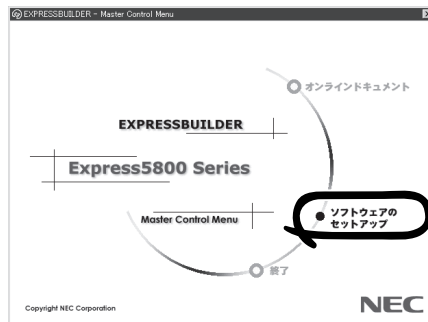 EXPRESSBUILDER - Master Control Menu
オンラインドキュメント
EXPRESSBUILDER
Express5800 Series
ソフトウェアの
セットアップ
Master Control Menu
終了
Copyright NEC Corporation
NEC